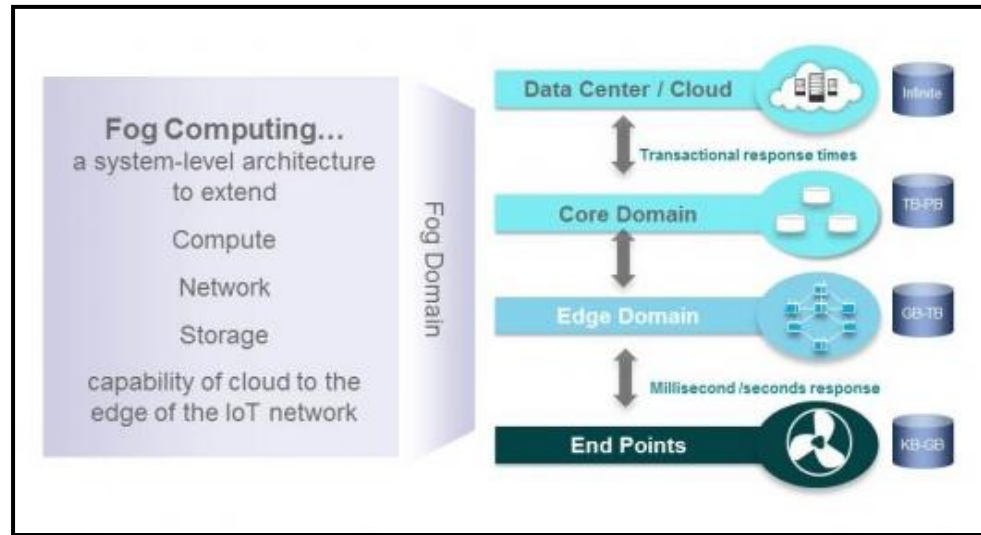 Fog Computing...
a system-level architecture
to extend
Compute
Network
Storage
capability of cloud to the
edge of the IoT network
Fog Domain
Data Center / Cloud
Infinite
Transactional response times
Core Domain
TB-PB
Edge Domain
GB-TB
Millisecond /seconds response
End Points
KB-GB